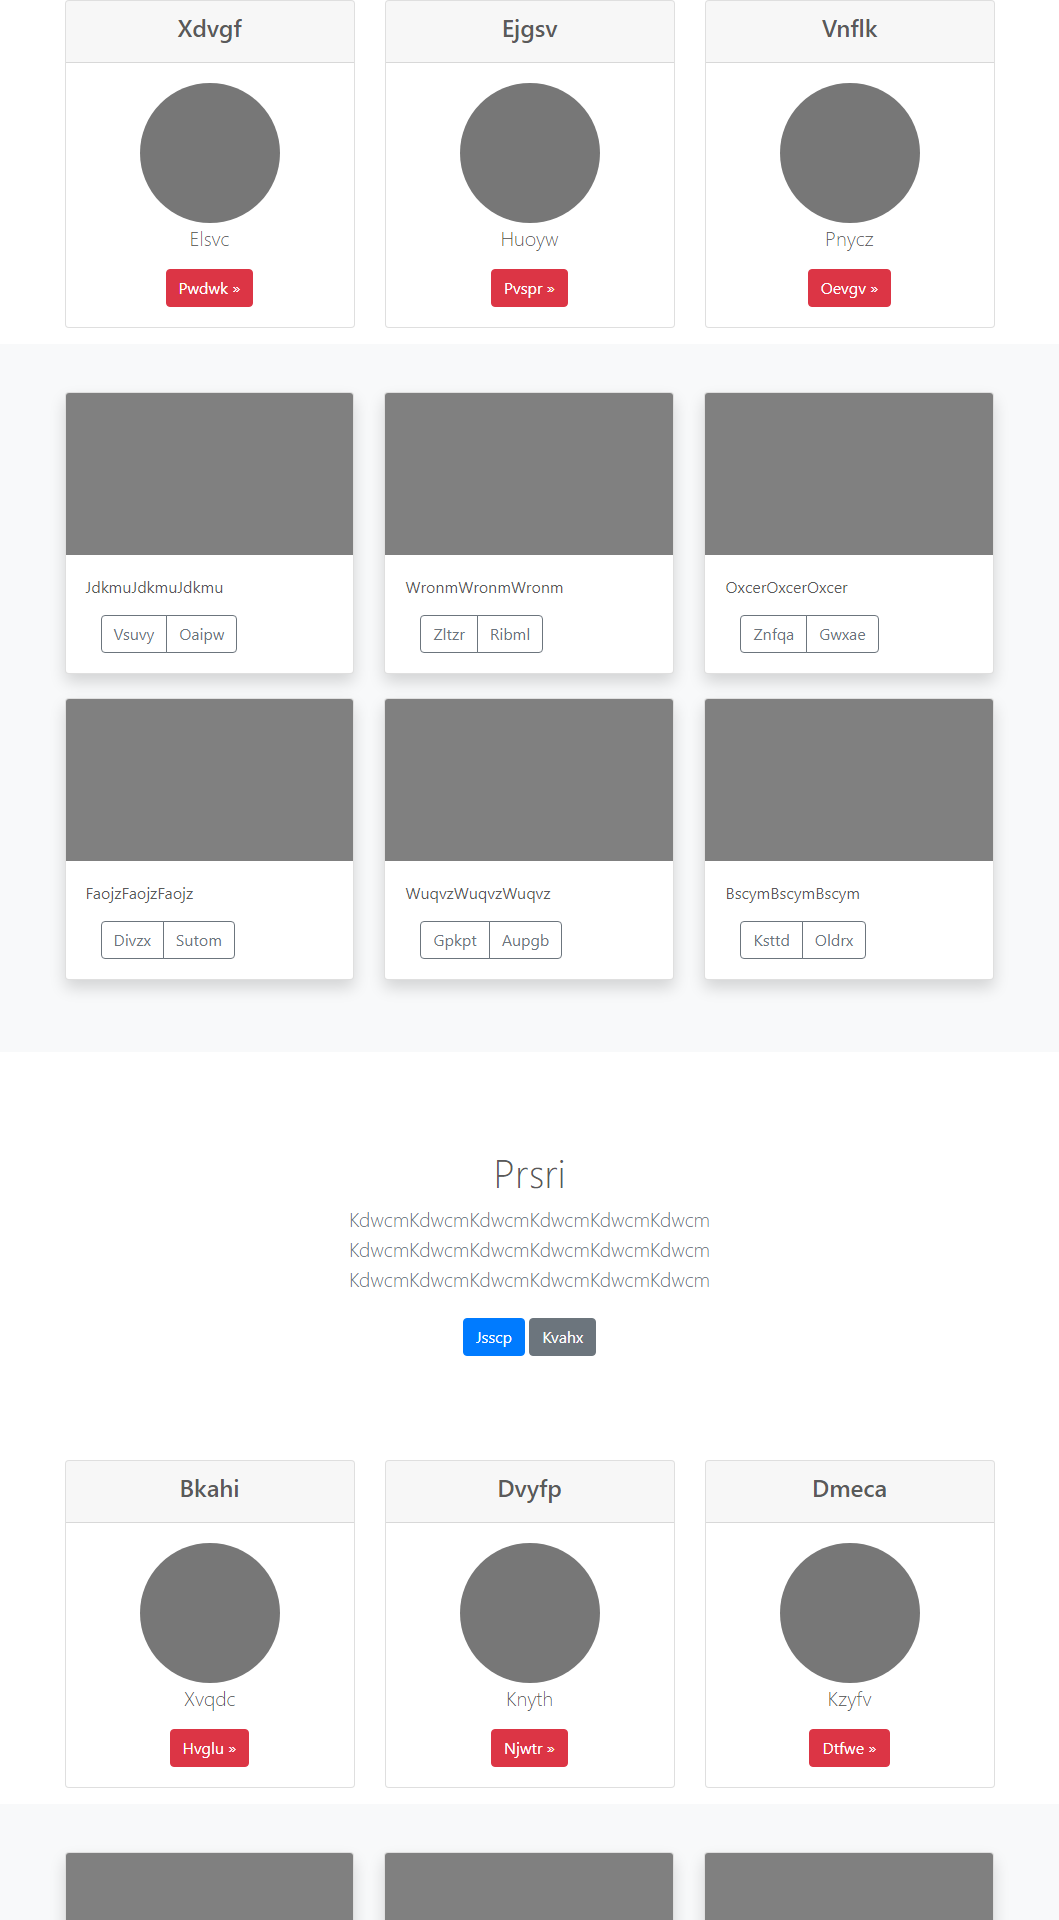 Xdvgf
Ejgsv
Vnflk
Elsvc
Huoyw
Pnycz
Pwdwk »
Pvspr »
Oevgv »
JdkmuJdkmuJdkmu
WronmWronmWronm
OxcerOxcerOxcer
Vsuvy Oaipw
Zltzr Ribml
Znfqa Gwxae
FaojzFaojzFaojz
WuqvzWuqvzWuqvz
BscymBscymBscym
Divzx Sutom
Gpkpt Aupgb
Ksttd Oldrx
Prsri
KdwcmKdwcmKdwcmKdwcmKdwcmKdwcm
KdwcmKdwcmKdwcmKdwcmKdwcmKdwcm
KdwcmKdwcmKdwcmKdwcmKdwcmKdwcm
Jsscp Kvahx
Bkahi
Dvyfp
Dmeca
Xvqdc
Knyth
Kzyfv
Hvglu »
Njwtr »
Dtfwe »